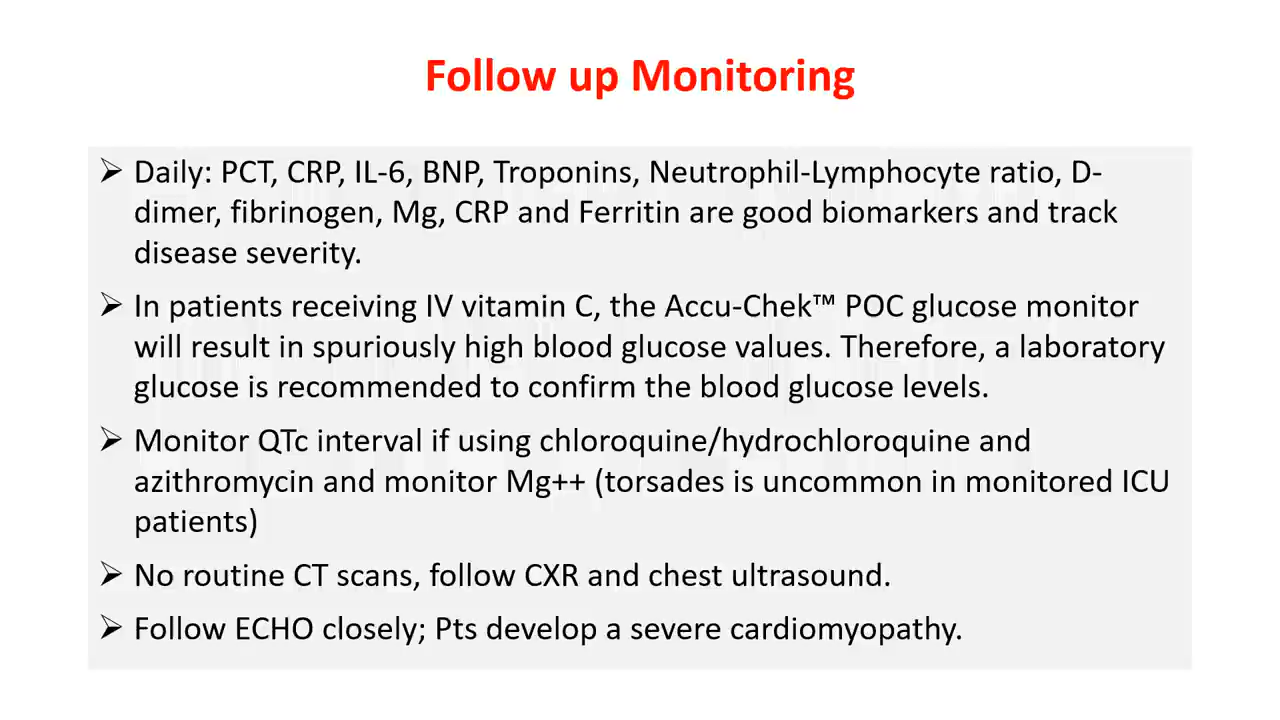 Follow up Monitoring
➢ Daily: PCT, CRP, IL-6, BNP, Troponins, Neutrophil-Lymphocyte ratio, D-
dimer, fibrinogen, Mg, CRP and Ferritin are good biomarkers and track
disease severity.
➢ In patients receiving IV vitamin C, the Accu-Chek™ POC glucose monitor
will result in spuriously high blood glucose values. Therefore, a laboratory
glucose is recommended to confirm the blood glucose levels.
➢ Monitor QTc interval if using chloroquine/hydrochloroquine and
azithromycin and monitor Mg++ (torsades is uncommon in monitored ICU
patients)
➢ No routine CT scans, follow CXR and chest ultrasound.
➢ Follow ECHO closely; Pts develop a severe cardiomyopathy.